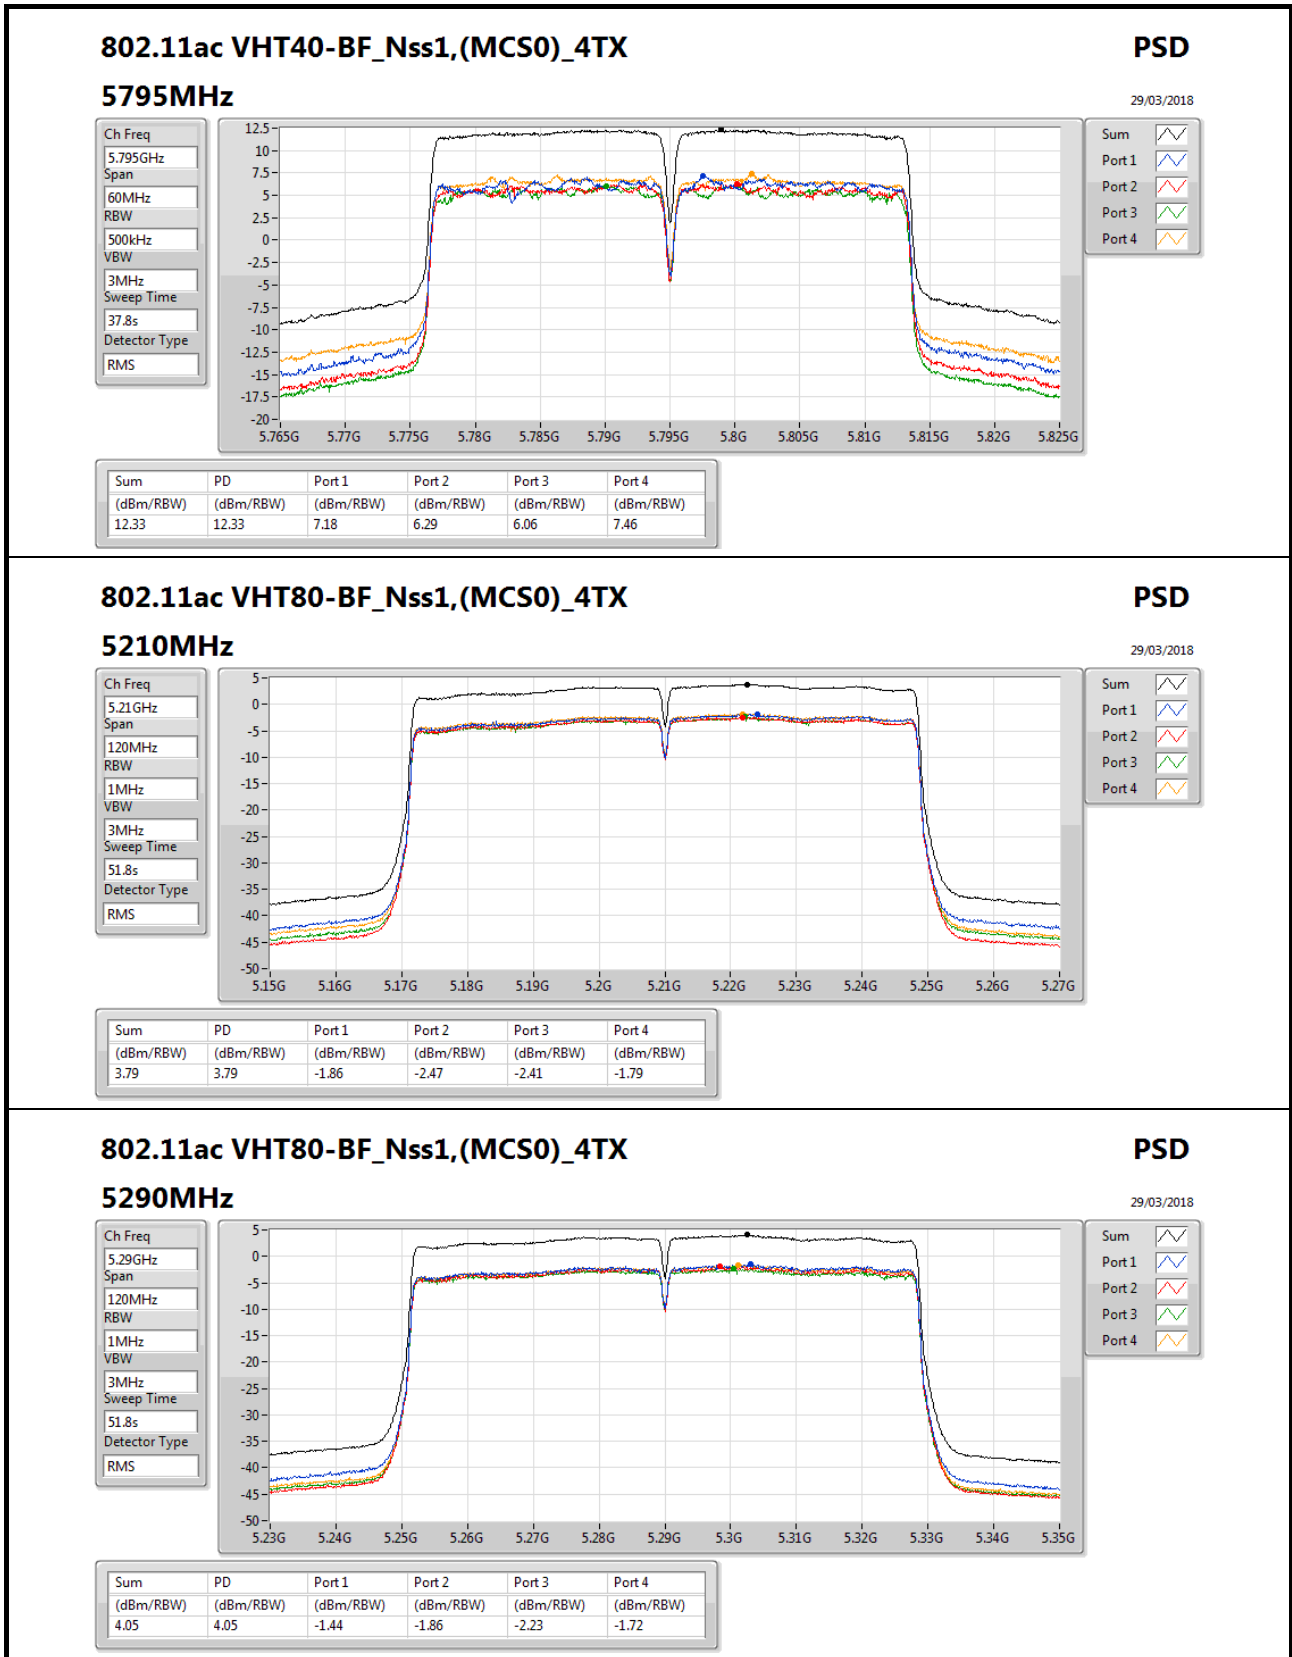 802.11ac VHT40-BF_Nss1,(MCS0)_4TX PSD
5795MHz 29/03/2018
Ch Freq
5.795GHz
Span
60MHz
RBW
500kHz
VBW
3MHz
Sweep Time
37.8s
Detector Type
RMS
12.5
10
7.5
5
2.5
0
-2.5
-5
-7.5
-10
-12.5
-15
-17.5
-20
5.765G 5.77G 5.775G 5.78G 5.785G 5.79G 5.795G 5.8G 5.805G 5.81G 5.815G 5.82G 5.825G
Sum
Port 1
Port 2
Port 3
Port 4
Sum PD Port 1 Port 2 Port 3 Port 4
(dBm/RBW) (dBm/RBW) (dBm/RBW) (dBm/RBW) (dBm/RBW) (dBm/RBW)
12.33 12.33 7.18 6.29 6.06 7.46
802.11ac VHT80-BF_Nss1,(MCS0)_4TX PSD
5210MHz 29/03/2018
Ch Freq
5.21GHz
Span
120MHz
RBW
1MHz
VBW
3MHz
Sweep Time
51.8s
Detector Type
RMS
5
0
-5
-10
-15
-20
-25
-30
-35
-40
-45
-50
5.15G 5.16G 5.17G 5.18G 5.19G 5.2G 5.21G 5.22G 5.23G 5.24G 5.25G 5.26G 5.27G
Sum
Port 1
Port 2
Port 3
Port 4
Sum PD Port 1 Port 2 Port 3 Port 4
(dBm/RBW) (dBm/RBW) (dBm/RBW) (dBm/RBW) (dBm/RBW) (dBm/RBW)
3.79 3.79 -1.86 -2.47 -2.41 -1.79
802.11ac VHT80-BF_Nss1,(MCS0)_4TX PSD
5290MHz 29/03/2018
Ch Freq
5.29GHz
Span
120MHz
RBW
1MHz
VBW
3MHz
Sweep Time
51.8s
Detector Type
RMS
5
0
-5
-10
-15
-20
-25
-30
-35
-40
-45
-50
5.23G 5.24G 5.25G 5.26G 5.27G 5.28G 5.29G 5.3G 5.31G 5.32G 5.33G 5.34G 5.35G
Sum
Port 1
Port 2
Port 3
Port 4
Sum PD Port 1 Port 2 Port 3 Port 4
(dBm/RBW) (dBm/RBW) (dBm/RBW) (dBm/RBW) (dBm/RBW) (dBm/RBW)
4.05 4.05 -1.44 -1.86 -2.23 -1.72